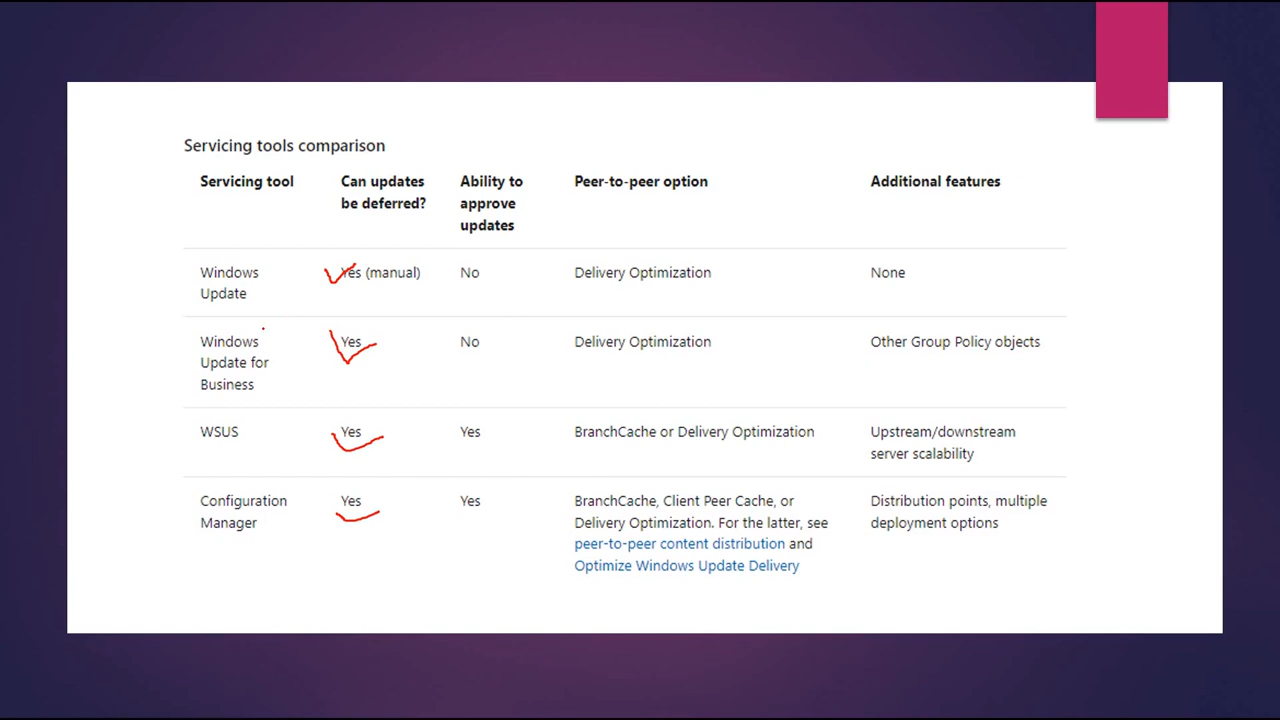 Servicing tools comparison
Servicing tool
Can updates
be deferred?
Ability to
approve
updates
Peer-to-peer option
Additional features
Windows
Update
Yes (manual)
No
Delivery Optimization
None
Windows
Update for
Business
Yes
No
Delivery Optimization
Other Group Policy objects
WSUS
Yes
Yes
BranchCache or Delivery Optimization
Upstream/downstream
server scalability
Configuration
Manager
Yes
Yes
BranchCache, Client Peer Cache, or
Delivery Optimization. For the latter, see
peer-to-peer content distribution and
Optimize Windows Update Delivery
Distribution points, multiple
deployment options